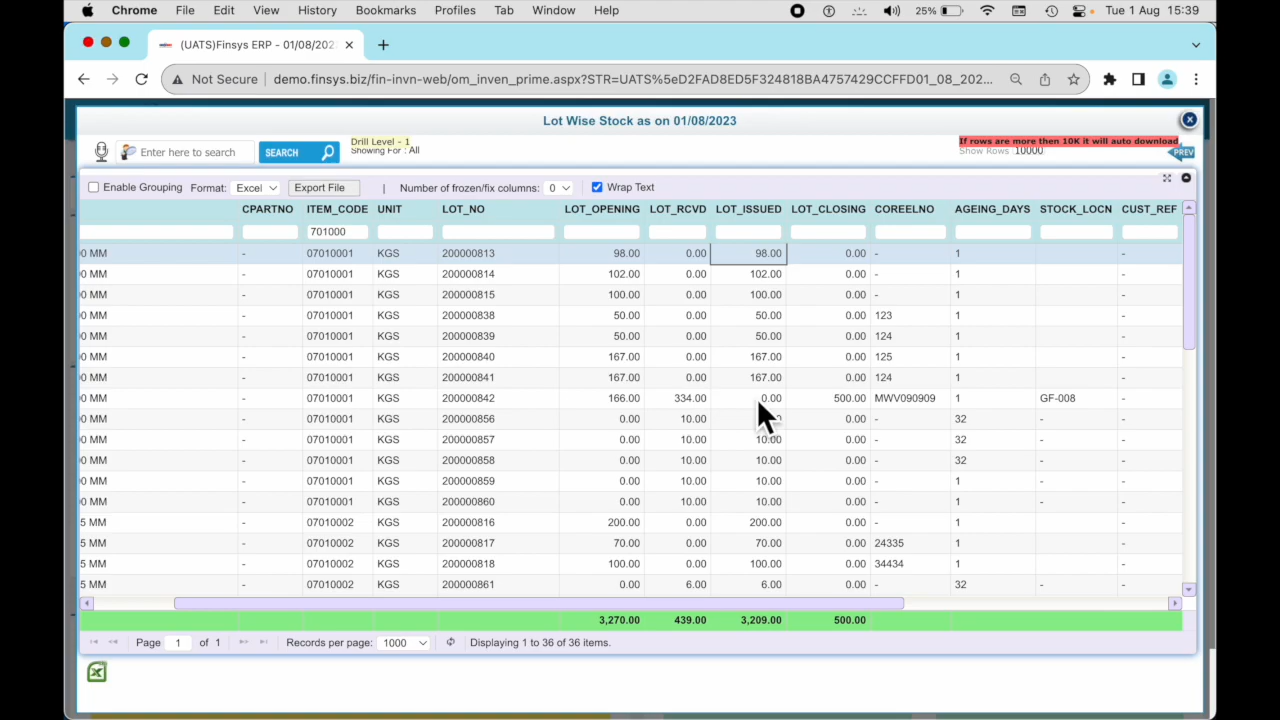 Chrome File Edit View History Bookmarks Profiles Tab Window Help 25% Tue 1 Aug 15:39
(UATS)Finsys ERP - 01/08/202
Not Secure demo.finsys.biz/fin-invn-web/om_inven_prime.aspx?STR=UATS%5eD2FAD8ED5F324818BA4757429CCFFD01_08_202...
Lot Wise Stock as on 01/08/2023
Enter here to search SEARCH
Drill Level - 1
Showing For : All
If rows are more then 10K it will auto download
Show Rows : 10000
PREV
Enable Grouping Format: Excel Export File | Number of frozen/fix columns: 0 Wrap Text
CPARTNO ITEM_CODE UNIT LOT_NO LOT_OPENING LOT_RCVD LOT_ISSUED LOT_CLOSING COREELNO AGEING_DAYS STOCK_LOCN CUST_REF
701000
0 MM - 07010001 KGS 200000813 98.00 0.00 98.00 0.00 - 1 -
0 MM - 07010001 KGS 200000814 102.00 0.00 102.00 0.00 - 1 -
0 MM - 07010001 KGS 200000815 100.00 0.00 100.00 0.00 - 1 -
0 MM - 07010001 KGS 200000838 50.00 0.00 50.00 0.00 123 1 -
0 MM - 07010001 KGS 200000839 50.00 0.00 50.00 0.00 124 1 -
0 MM - 07010001 KGS 200000840 167.00 0.00 167.00 0.00 125 1 -
0 MM - 07010001 KGS 200000841 167.00 0.00 167.00 0.00 124 1 -
0 MM - 07010001 KGS 200000842 166.00 334.00 0.00 500.00 MWV090909 1 GF-008 -
0 MM - 07010001 KGS 200000856 0.00 10.00 0.00 - 32 - -
0 MM - 07010001 KGS 200000857 0.00 10.00 10.00 0.00 - 32 - -
0 MM - 07010001 KGS 200000858 0.00 10.00 10.00 0.00 - 32 - -
0 MM - 07010001 KGS 200000859 0.00 10.00 10.00 0.00 - 1 - -
0 MM - 07010001 KGS 200000860 0.00 10.00 10.00 0.00 - 1 - -
5 MM - 07010002 KGS 200000816 200.00 0.00 200.00 0.00 - 1 -
5 MM - 07010002 KGS 200000817 70.00 0.00 70.00 0.00 24335 1 -
5 MM - 07010002 KGS 200000818 100.00 0.00 100.00 0.00 34434 1 -
5 MM - 07010002 KGS 200000861 0.00 6.00 6.00 0.00 - 32 - -
3,270.00 439.00 3,209.00 500.00
Page 1 of 1 Records per page: 1000 Displaying 1 to 36 of 36 items.